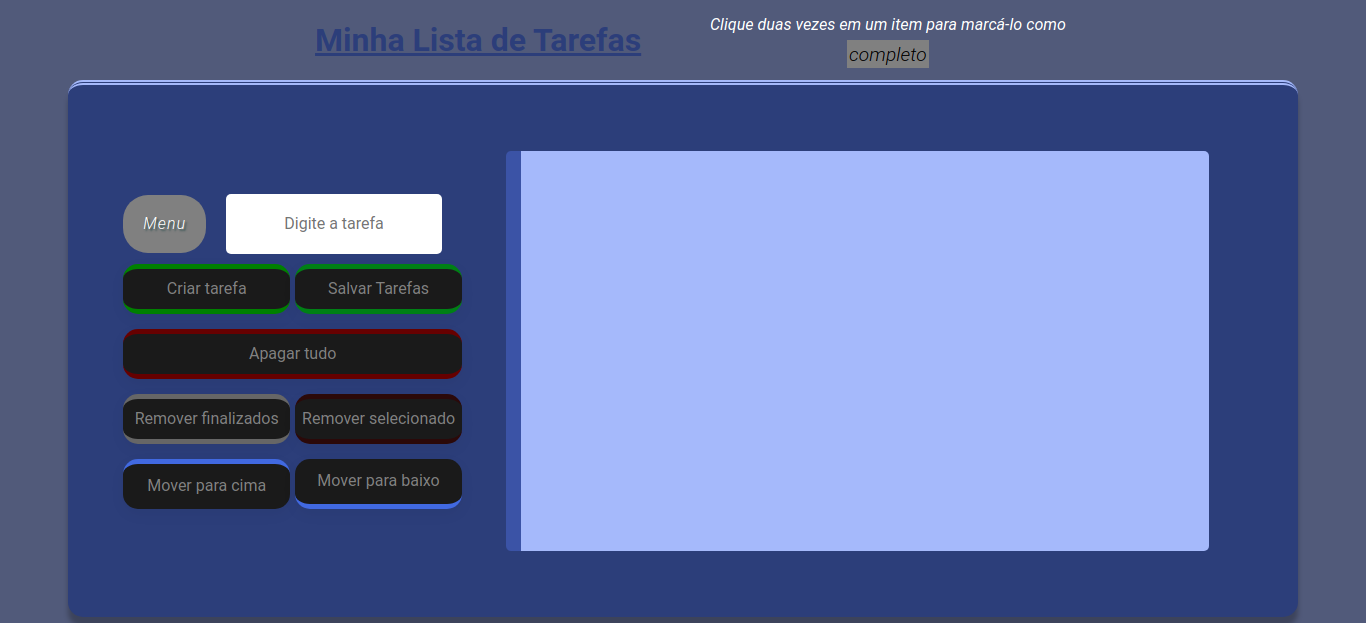 Minha Lista de Tarefas
Clique duas vezes em um item para marcá-lo como
completo
Menu
Digite a tarefa
Criar tarefa
Salvar Tarefas
Apagar tudo
Remover finalizados
Remover selecionado
Mover para cima
Mover para baixo